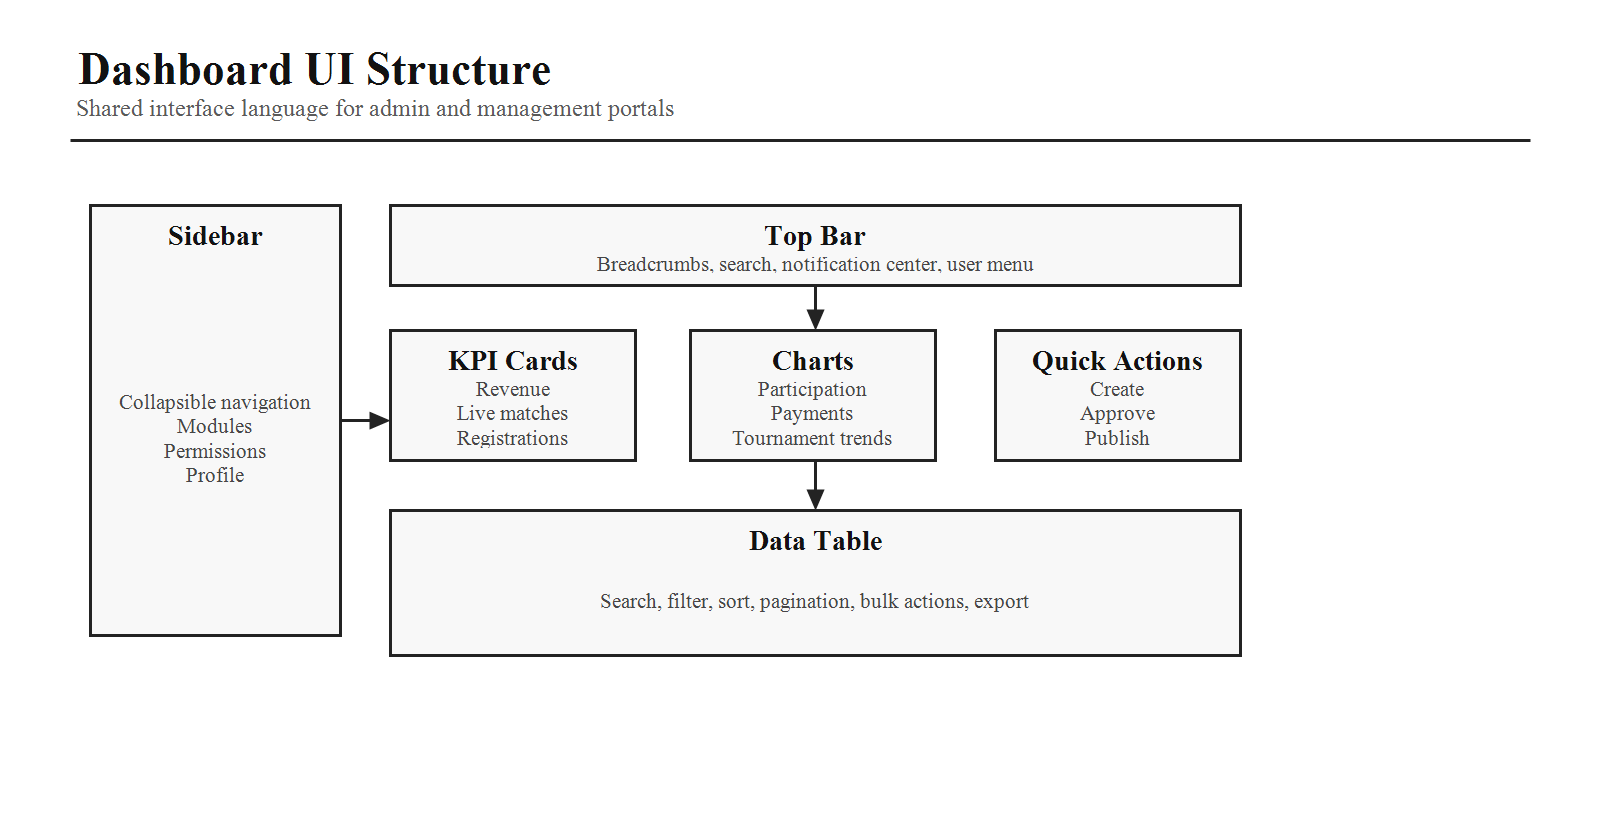 Dashboard UI Structure
Shared interface language for admin and management portals
Sidebar
Collapsible navigation
Modules
Permissions
Profile
Top Bar
Breadcrumbs, search, notification center, user menu
KPI Cards
Revenue
Live matches
Registrations
Charts
Participation
Payments
Tournament trends
Quick Actions
Create
Approve
Publish
Data Table
Search, filter, sort, pagination, bulk actions, export